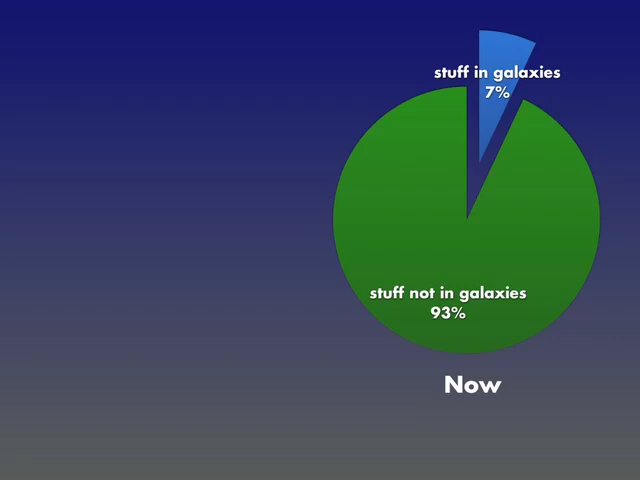 stuff in galaxies
7%
stuff not in galaxies
93%
Now